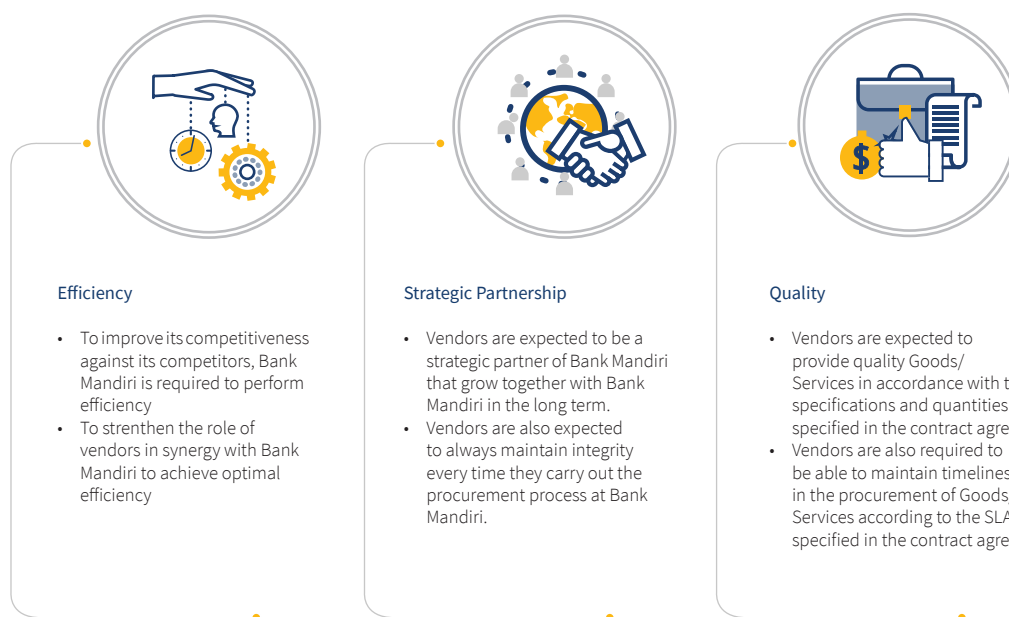 Efficiency
• To improve its competitiveness
against its competitors, Bank
Mandiri is required to perform
efficiency
• To strenthen the role of
vendors in synergy with Bank
Mandiri to achieve optimal
efficiency
Strategic Partnership
• Vendors are expected to be a
strategic partner of Bank Mandiri
that grow together with Bank
Mandiri in the long term.
• Vendors are also expected
to always maintain integrity
every time they carry out the
procurement process at Bank
Mandiri.
Quality
• Vendors are expected to
provide quality Goods/
Services in accordance with
specifications and quantities
specified in the contract
• Vendors are also required to
be able to maintain
in the procurement of Goods/
Services according to the
specified in the contract
$